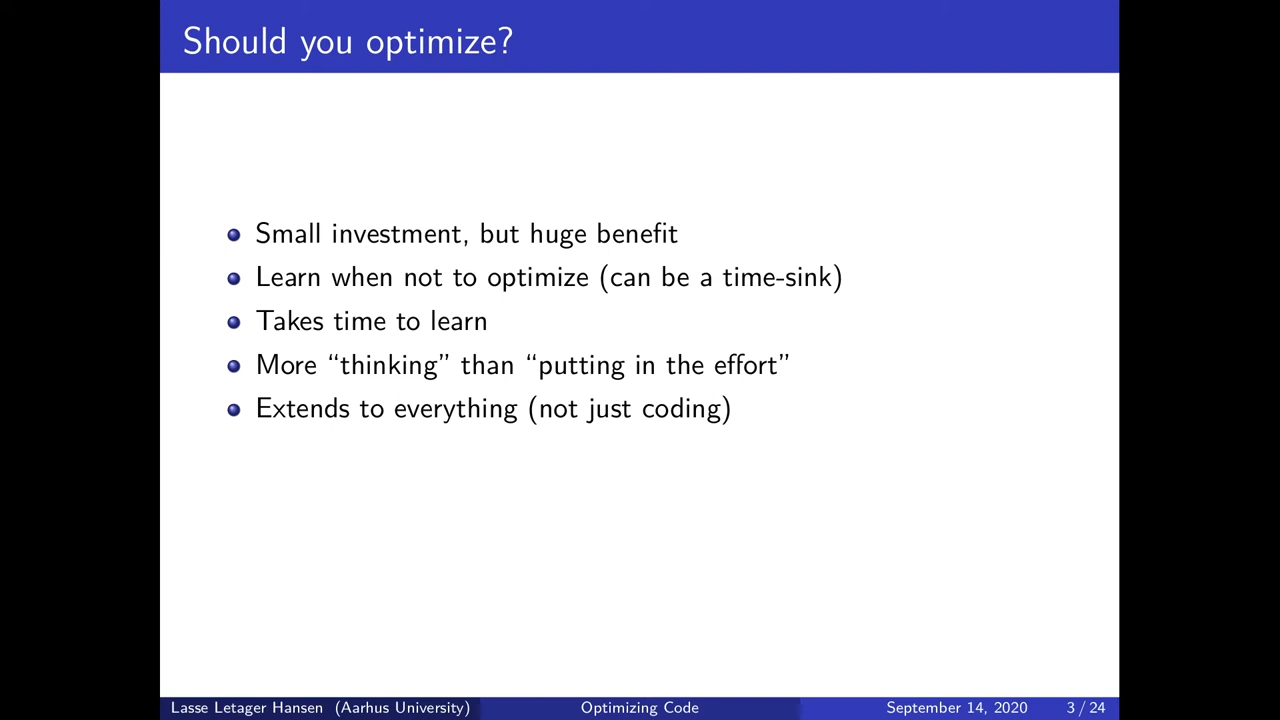 Should you optimize?
Small investment, but huge benefit
Learn when not to optimize (can be a time-sink)
Takes time to learn
More “thinking” than “putting in the effort”
Extends to everything (not just coding)
Lasse Letager Hansen (Aarhus University) Optimizing Code September 14, 2020 3 / 24